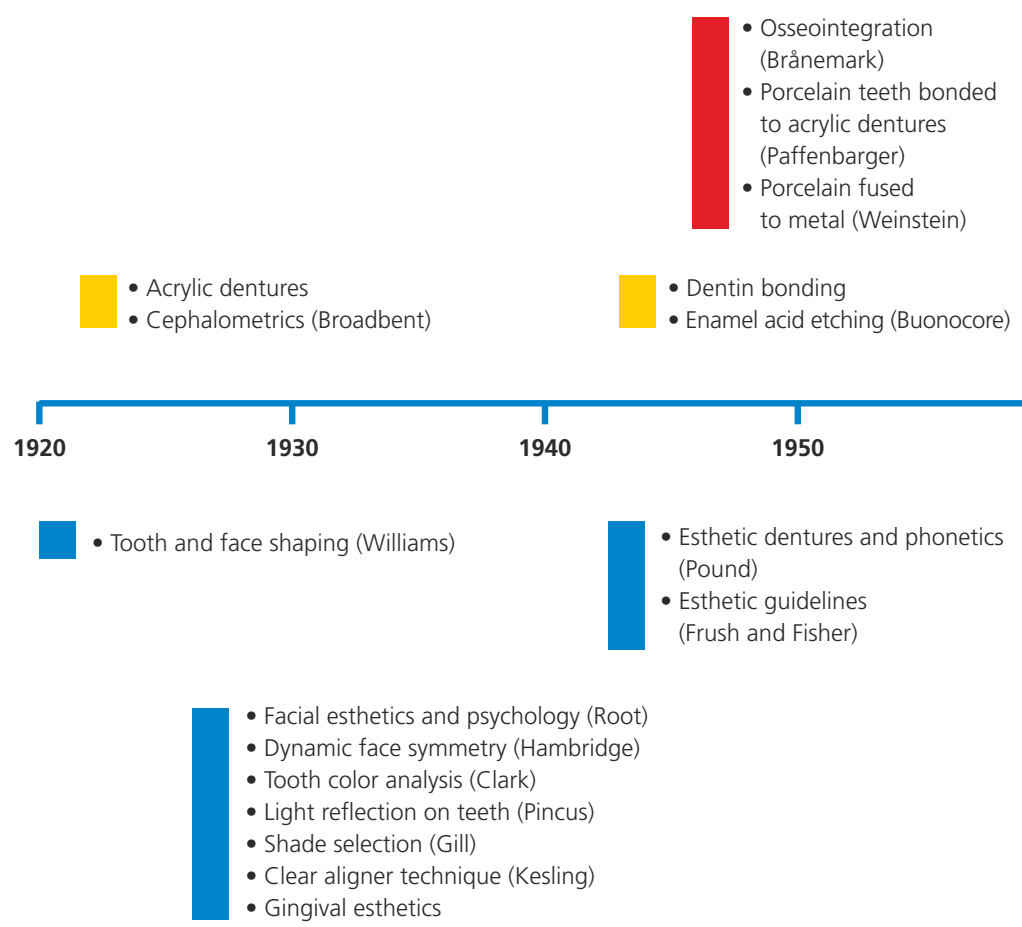 • Osseointegration
(Brånemark)
• Porcelain teeth bonded
to acrylic dentures
(Paffenbarger)
• Porcelain fused
to metal (Weinstein)
• Acrylic dentures
• Cephalometrics (Broadbent)
• Dentin bonding
• Enamel acid etching (Buonocore)
1920
1930
1940
1950
• Tooth and face shaping (Williams)
• Esthetic dentures and phonetics
(Pound)
• Esthetic guidelines
(Frush and Fisher)
• Facial esthetics and psychology (Root)
• Dynamic face symmetry (Hambridge)
• Tooth color analysis (Clark)
• Light reflection on teeth (Pincus)
• Shade selection (Gill)
• Clear aligner technique (Kesling)
• Gingival esthetics